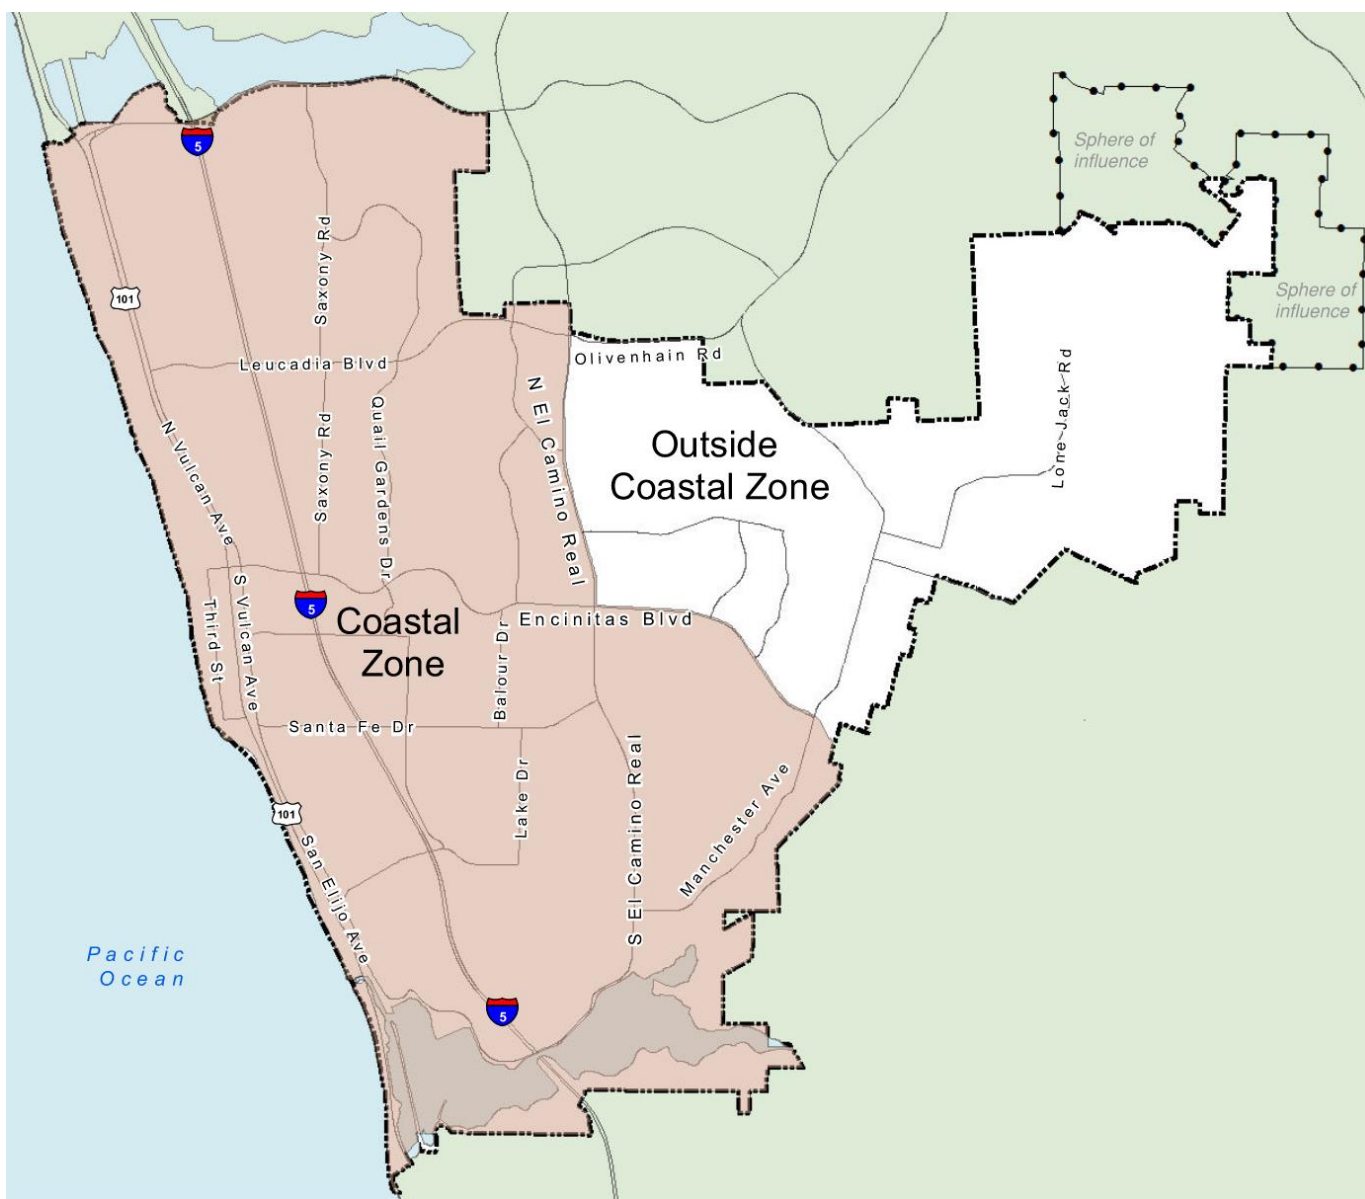 Sphere of
influence
5
Saxony Rd
101
Sphere of
influence
Leucadia Blvd
Olivenhain Rd
Lone Jack Rd
N El Camino Real
Quail Gardens Dr
Saxony Rd
N Vulcan Ave
Outside
Coastal Zone
5
Third St
S Vulcan Ave
Coastal
Zone
Balour Dr
Encinitas Blvd
Santa Fe Dr
Lake Dr
S El Camino Real
Manchester Ave
101
San Elijo Ave
Pacific
Ocean
5